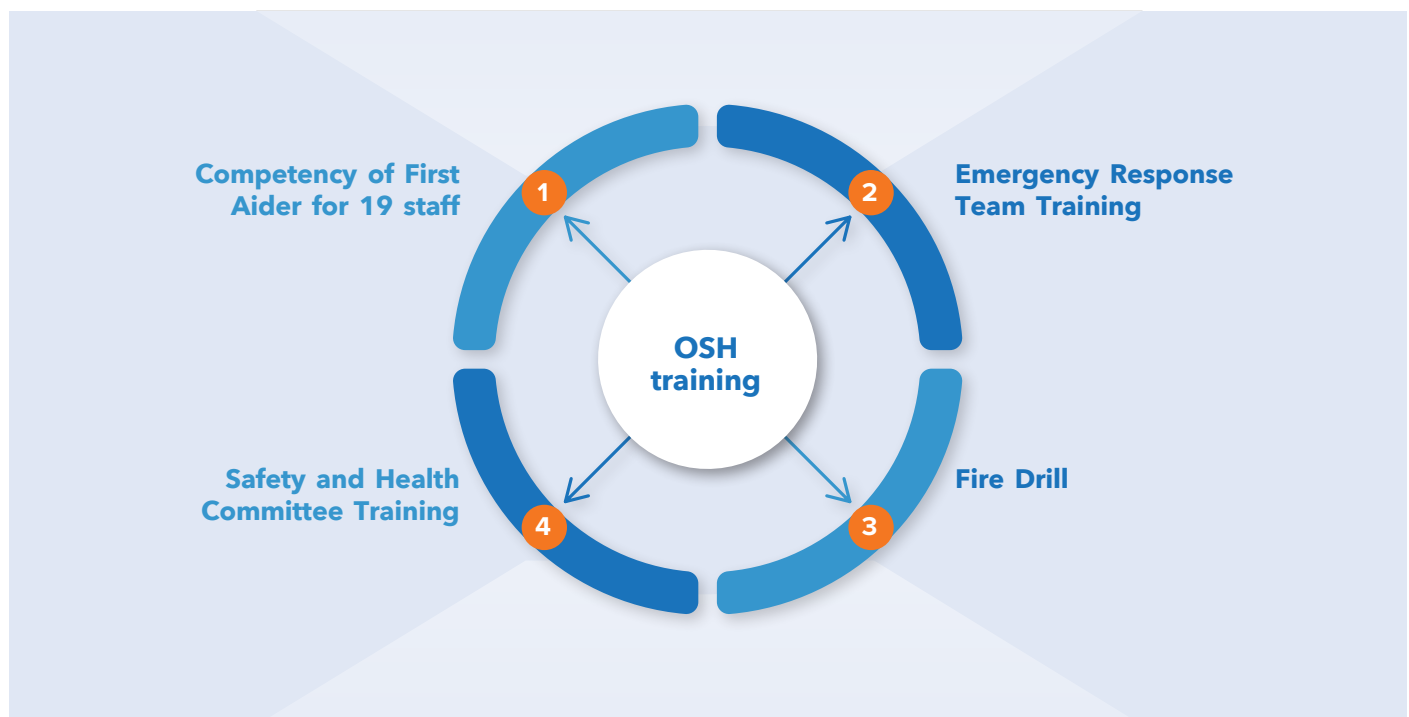 Competency of First
Aider for 19 staff
1
2
Emergency Response
Team Training
OSH
training
Safety and Health
Committee Training
4
3
Fire Drill